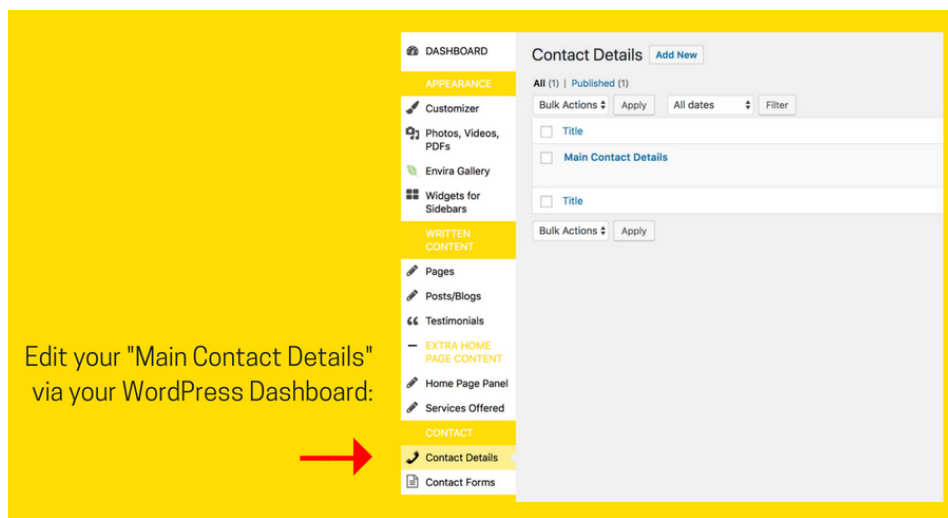 Edit your "Main Contact Details"
via your WordPress Dashboard:
DASHBOARD
APPEARANCE
Customizer
Photos, Videos,
PDFs
Envira Gallery
Widgets for
Sidebars
WRITTEN
CONTENT
Pages
Posts/Blogs
Testimonials
EXTRA HOME
PAGE CONTENT
Home Page Panel
Services Offered
CONTACT
Contact Details
Contact Forms
Contact Details Add New
All (1) | Published (1)
Bulk Actions Apply All dates Filter
Title
Main Contact Details
Title
Bulk Actions Apply